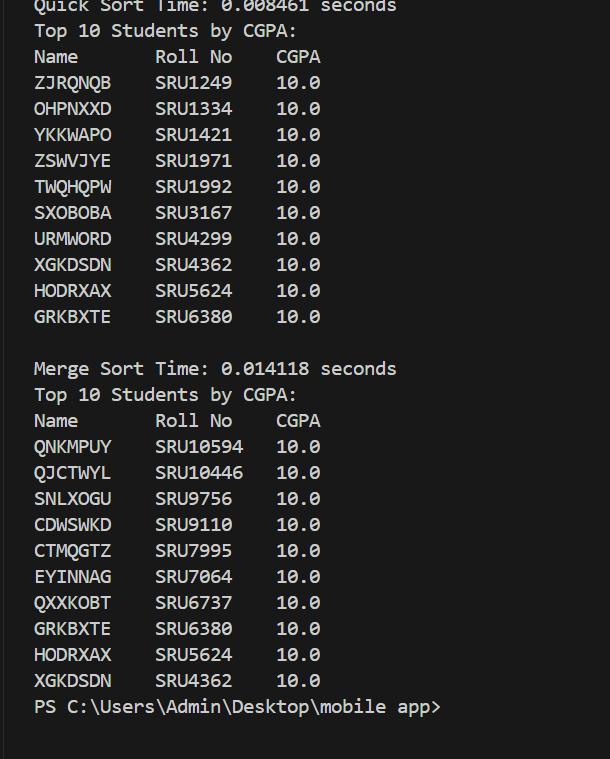 Quick Sort Time: 0.008461 seconds
Top 10 Students by CGPA:
Name Roll No CGPA
ZJRQNQB SRU1249 10.0
OHPNXXD SRU1334 10.0
YKKWAPO SRU1421 10.0
ZSWVJYE SRU1971 10.0
TWQHQPW SRU1992 10.0
SXOBOBA SRU3167 10.0
URMWORD SRU4299 10.0
XGKDSDN SRU4362 10.0
HODRXAX SRU5624 10.0
GRKBXTE SRU6380 10.0
Merge Sort Time: 0.014118 seconds
Top 10 Students by CGPA:
Name Roll No CGPA
QNKMPUY SRU10594 10.0
QJCTWYL SRU10446 10.0
SNLXOGU SRU9756 10.0
CDWSWKD SRU9110 10.0
CTMQGTZ SRU7995 10.0
EYINNAG SRU7064 10.0
QXXKOBT SRU6737 10.0
GRKBXTE SRU6380 10.0
HODRXAX SRU5624 10.0
XGKDSDN SRU4362 10.0
PS C:\Users\Admin\Desktop\mobile app>